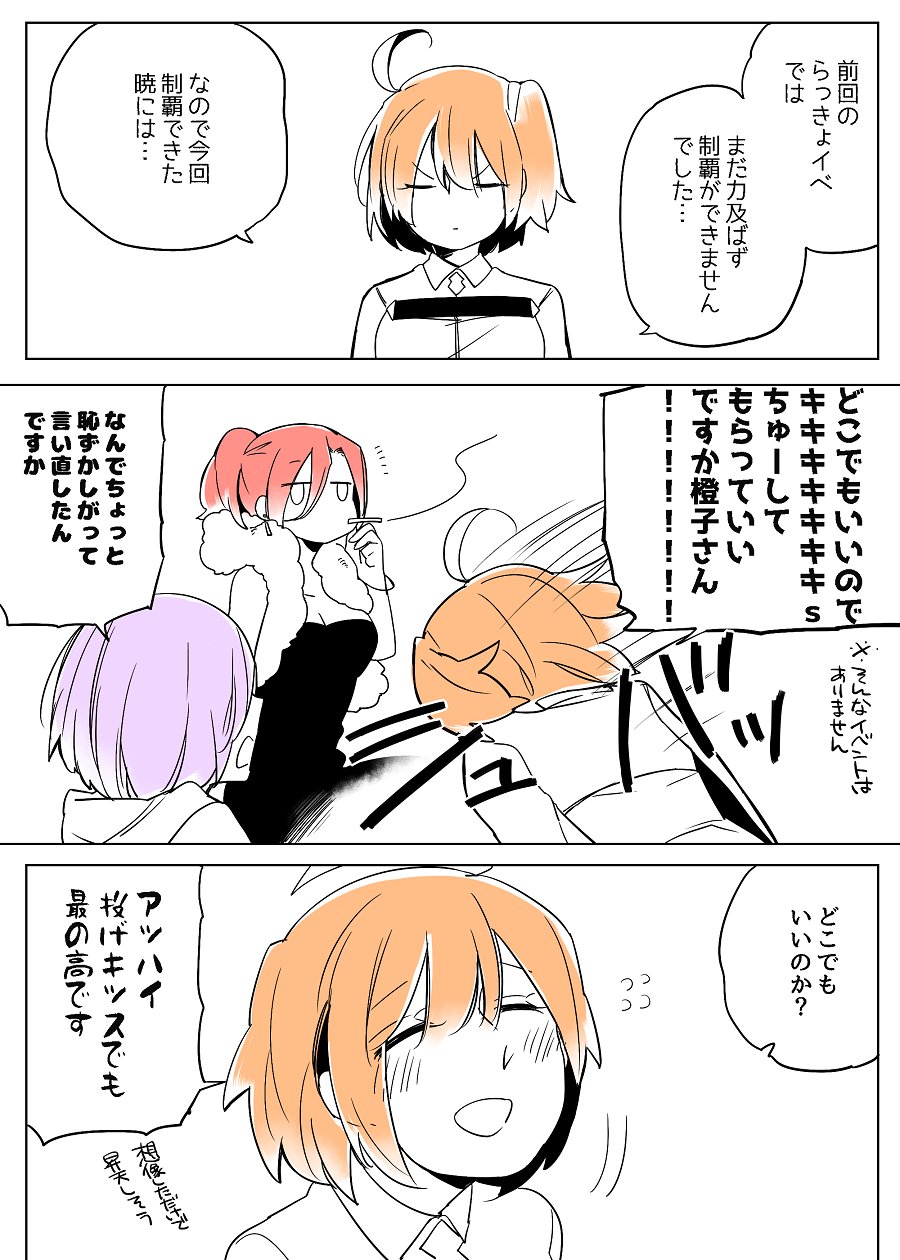 前回の
らっきょイベ
では
まだ力及ばず
制覇ができません
でした…
なので今回
制覇できた
暁には…
どこでもいいので
キキキキキキキs
ちゅーして
もらっていい
ですか橙子さん
!!!!!!!!!
※そんなイベントは
ありません
なんでちょっと
恥ずかしがって
言い直したん
ですか
どこでも
いいのか?
アッハイ
投げキッスでも
最の高です
想像しただけで
昇天しそう